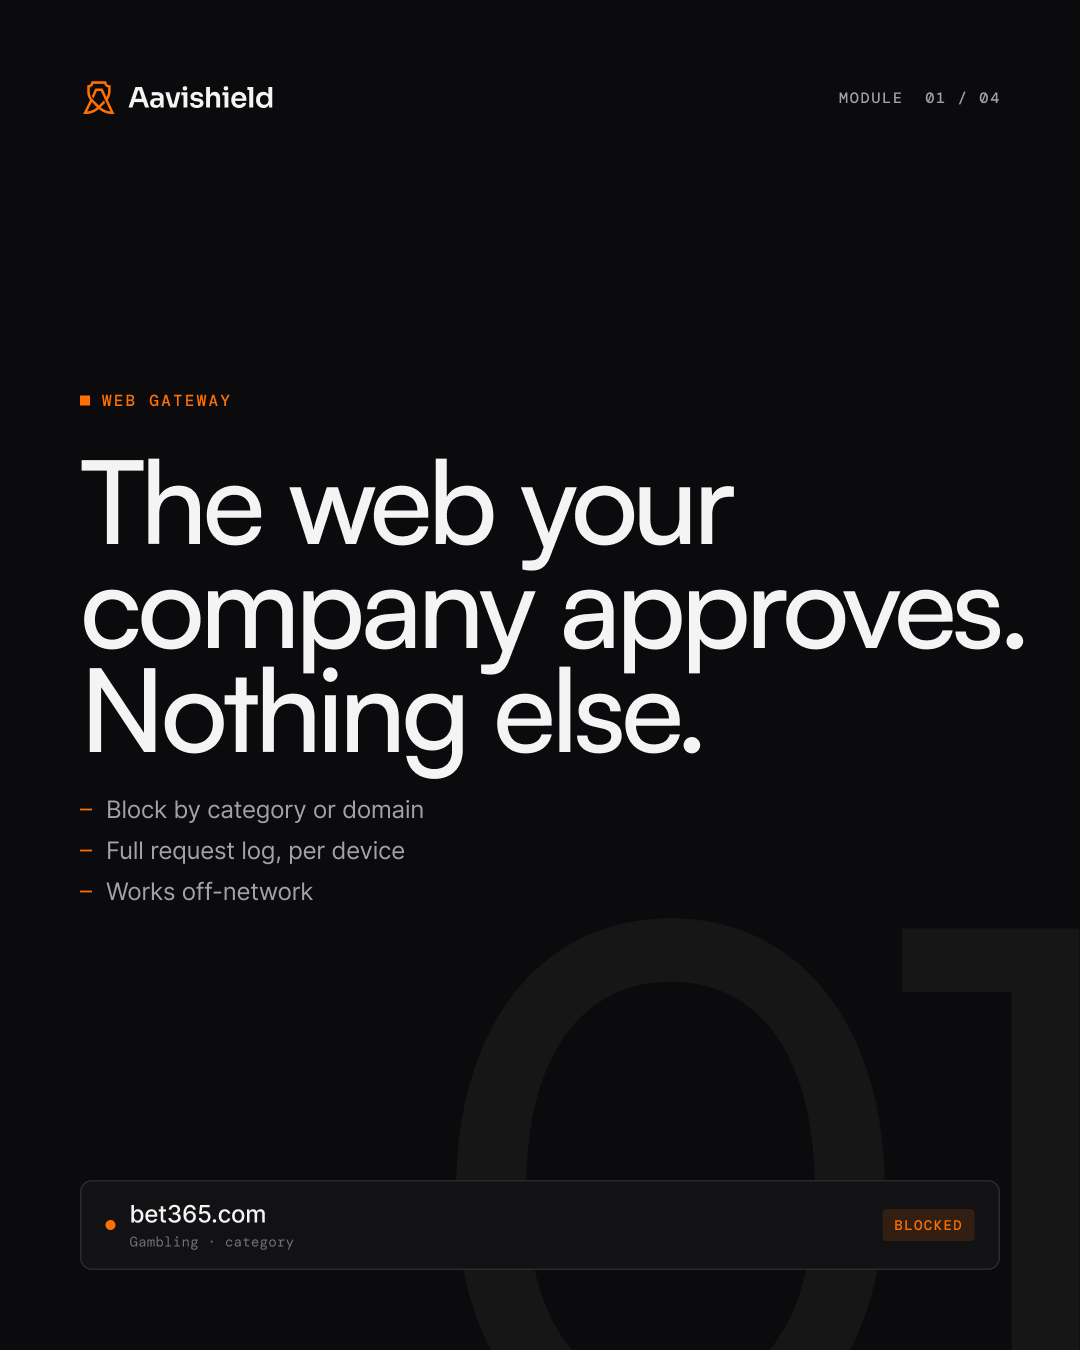 Aavishield
MODULE 01 / 04
WEB GATEWAY
The web your
company approves.
Nothing else.
– Block by category or domain
– Full request log, per device
– Works off-network
01
bet365.com
Gambling · category
BLOCKED